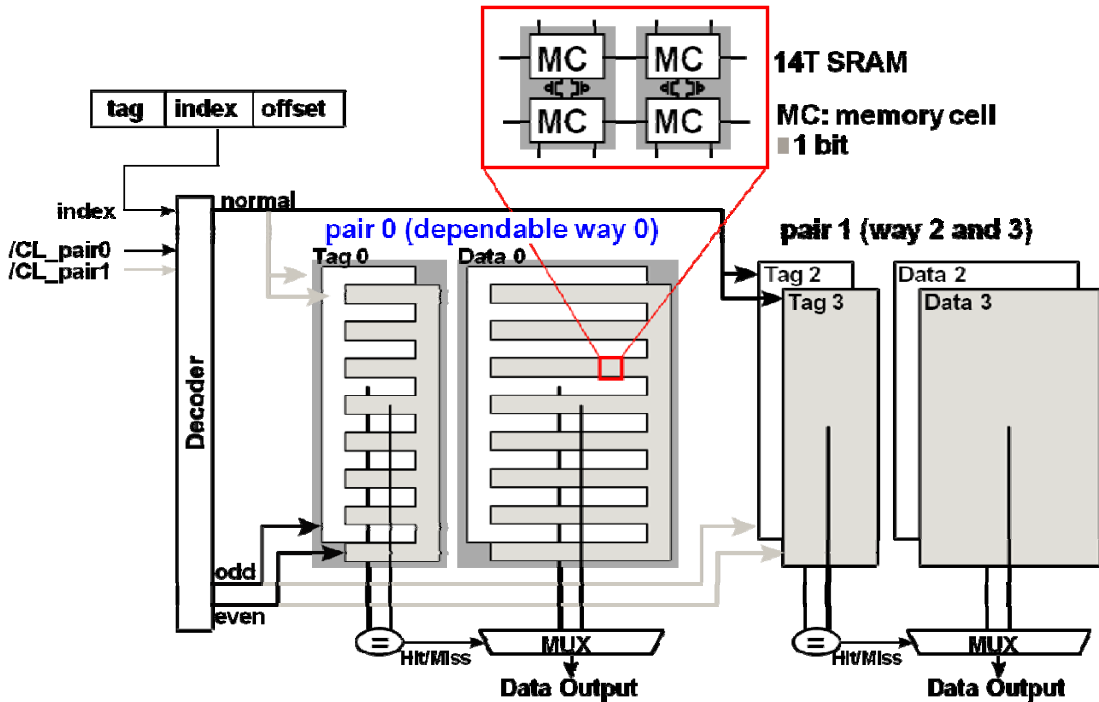 MC MC
MC MC
14T SRAM
MC: memory cell
1 bit
tag index offset
index
/CL_pair0
/CL_pair1
Decoder
normal
odd
even
pair 0 (dependable way 0)
Tag 0 Data 0
pair 1 (way 2 and 3)
Tag 2 Data 2
Tag 3 Data 3
= Hit/Miss MUX
Data Output
= Hit/Miss MUX
Data Output